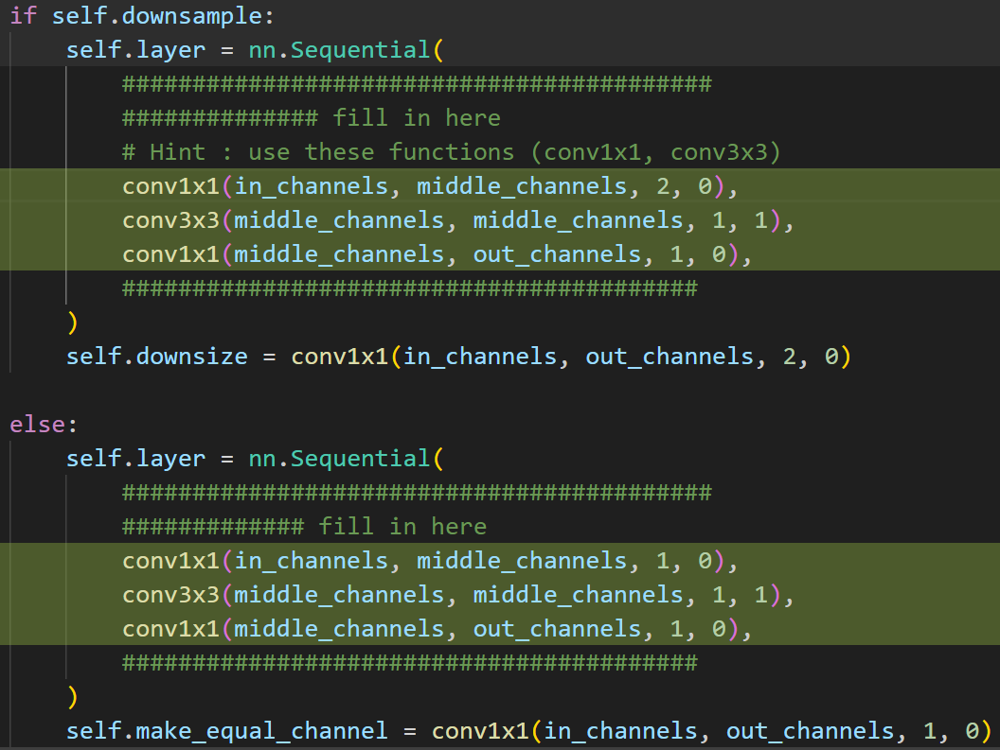 if self.downsample:
    self.layer = nn.Sequential(
        ##########################################
        ############## fill in here
        # Hint : use these functions (conv1x1, conv3x3)
        conv1x1(in_channels, middle_channels, 2, 0),
        conv3x3(middle_channels, middle_channels, 1, 1),
        conv1x1(middle_channels, out_channels, 1, 0),
        #########################################
    )
    self.downsize = conv1x1(in_channels, out_channels, 2, 0)

else:
    self.layer = nn.Sequential(
        ##########################################
        ############# fill in here
        conv1x1(in_channels, middle_channels, 1, 0),
        conv3x3(middle_channels, middle_channels, 1, 1),
        conv1x1(middle_channels, out_channels, 1, 0),
        #########################################
    )
    self.make_equal_channel = conv1x1(in_channels, out_channels, 1, 0)